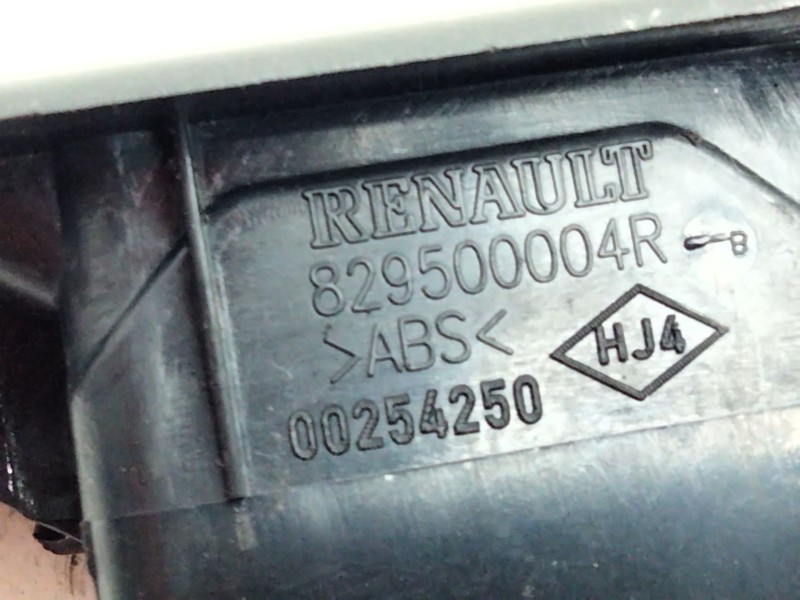 RENAULT
829500004R B
>ABS<
HJ4
00254250